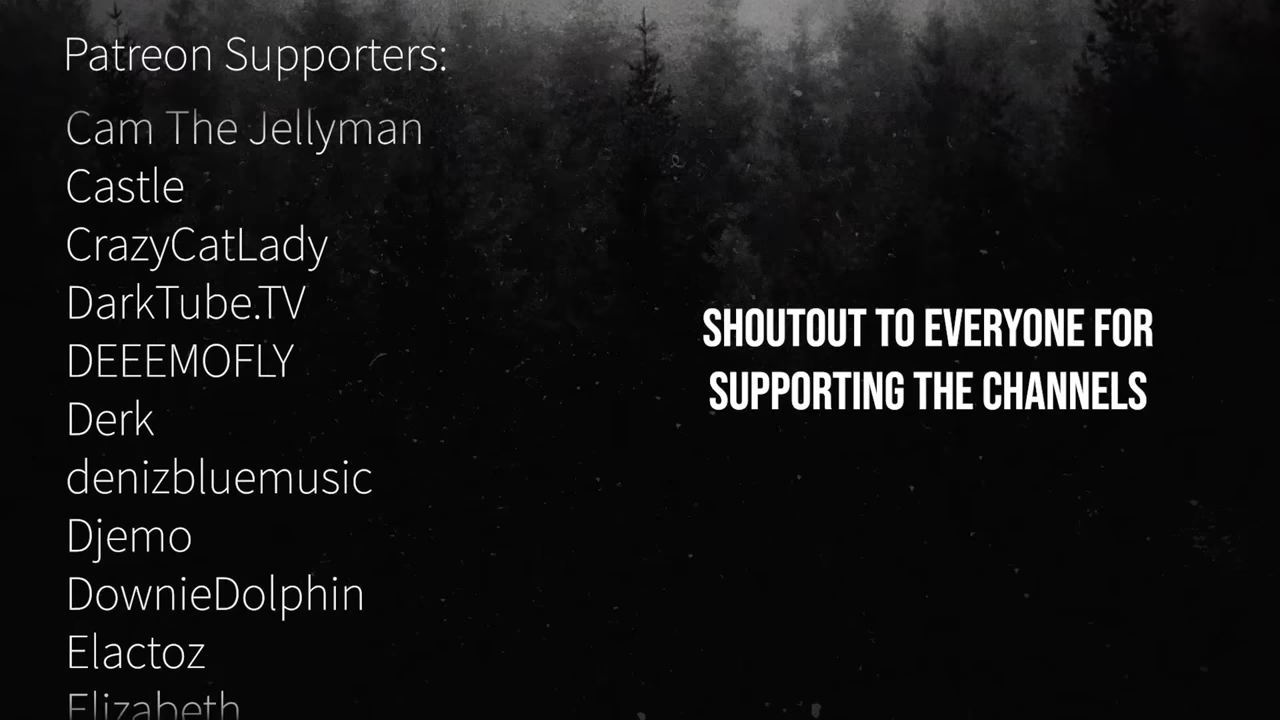 Patreon Supporters:
Cam The Jellyman
Castle
CrazyCatLady
DarkTube.TV
DEEEMOFLY
Derk
denizbluemusic
Djemo
DownieDolphin
Elactoz
Elizabeth
SHOUTOUT TO EVERYONE FOR
SUPPORTING THE CHANNELS